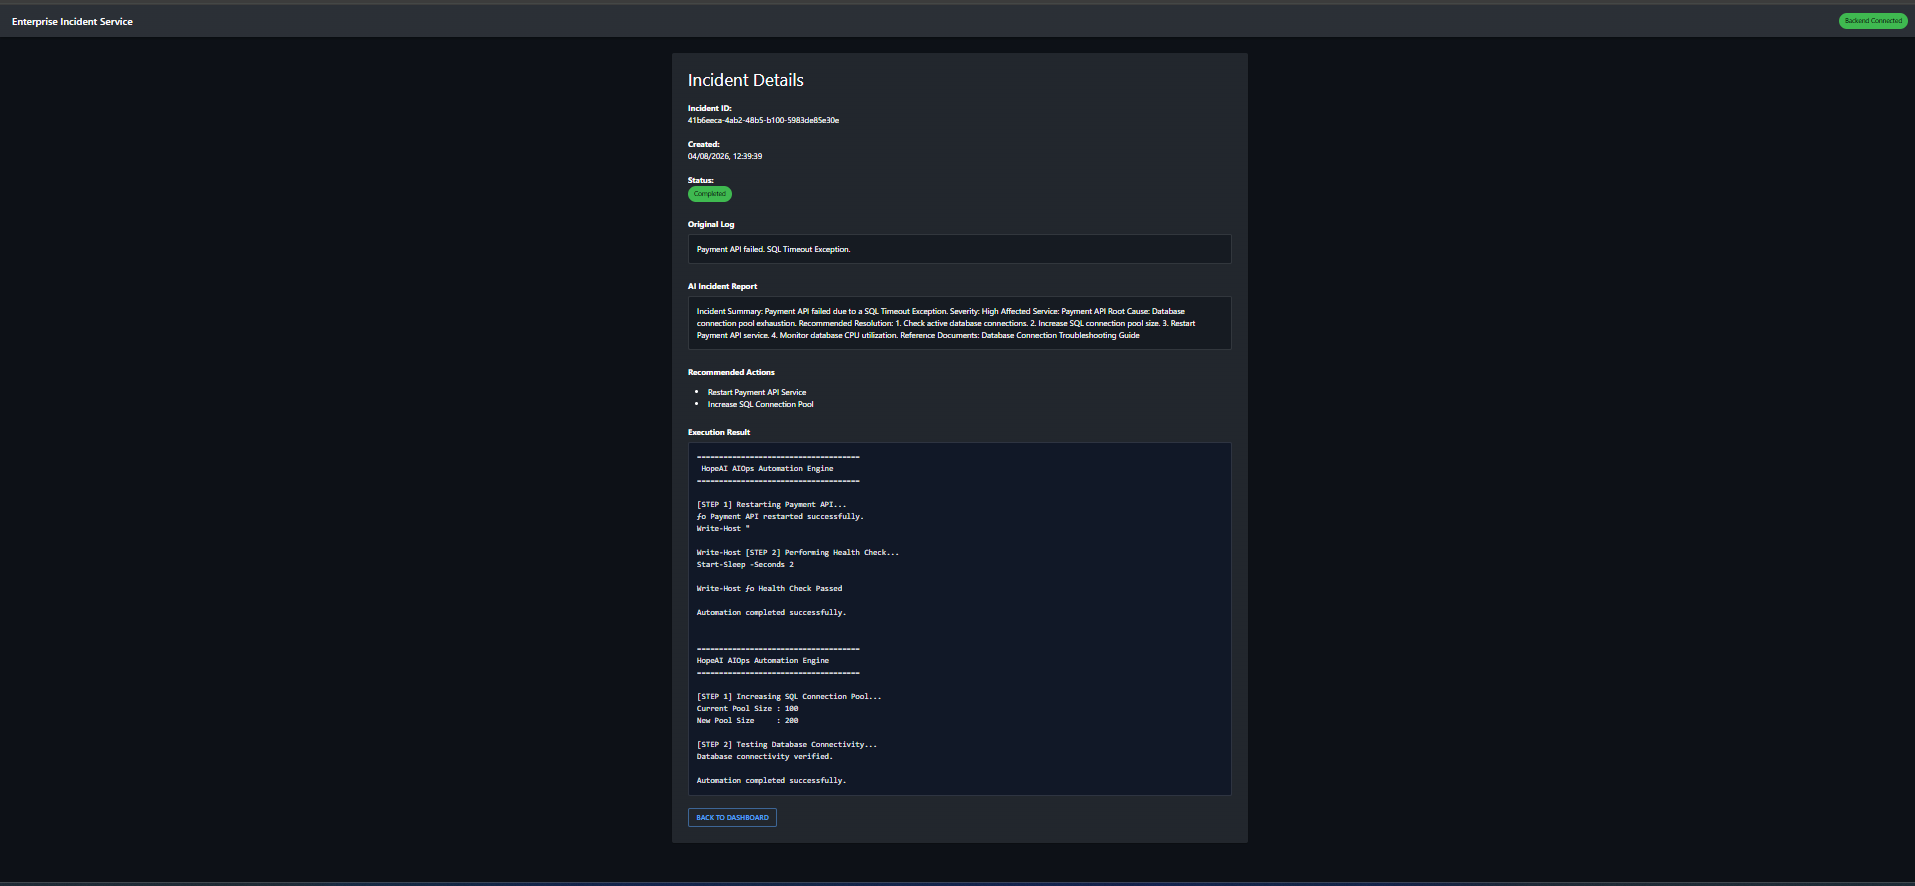 Enterprise Incident Service
Backend Connected
Incident Details
Incident ID:
41b6eeca-4ab2-48b5-b100-5983de85e30e
Created:
04/08/2026, 12:39:39
Status:
Completed
Original Log
Payment API failed. SQL Timeout Exception.
AI Incident Report
Incident Summary: Payment API failed due to a SQL Timeout Exception. Severity: High Affected Service: Payment API Root Cause: Database
connection pool exhaustion. Recommended Resolution: 1. Check active database connections. 2. Increase SQL connection pool size. 3. Restart
Payment API service. 4. Monitor database CPU utilization. Reference Documents: Database Connection Troubleshooting Guide
Recommended Actions
• Restart Payment API Service
• Increase SQL Connection Pool
Execution Result
=====================================
HopeAI AIOps Automation Engine
=====================================
[STEP 1] Restarting Payment API...
ƒo Payment API restarted successfully.
Write-Host "
Write-Host [STEP 2] Performing Health Check...
Start-Sleep -Seconds 2
Write-Host ƒo Health Check Passed
Automation completed successfully.
=====================================
HopeAI AIOps Automation Engine
=====================================
[STEP 1] Increasing SQL Connection Pool...
Current Pool Size : 100
New Pool Size     : 200
[STEP 2] Testing Database Connectivity...
Database connectivity verified.
Automation completed successfully.
BACK TO DASHBOARD